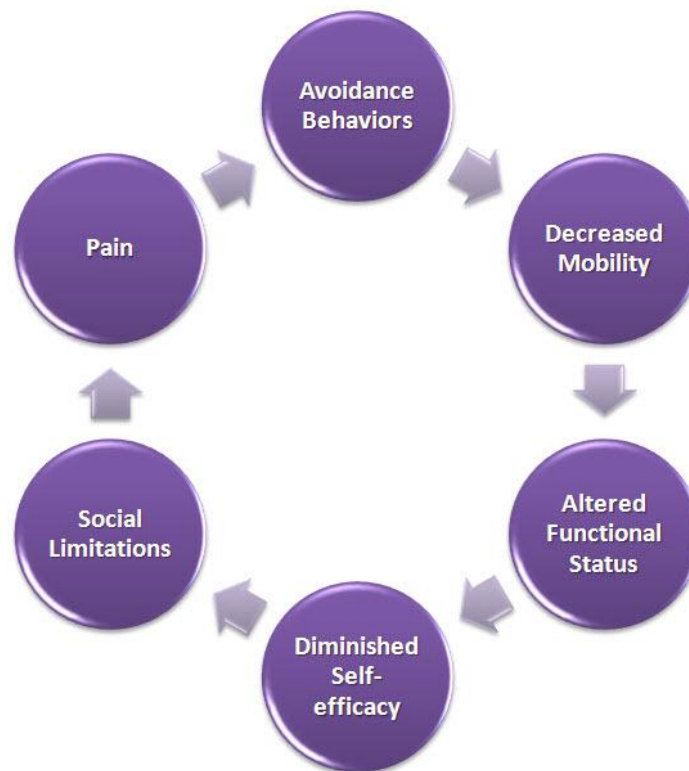 Avoidance
Behaviors
Decreased
Mobility
Altered
Functional
Status
Diminished
Self-
efficacy
Social
Limitations
Pain